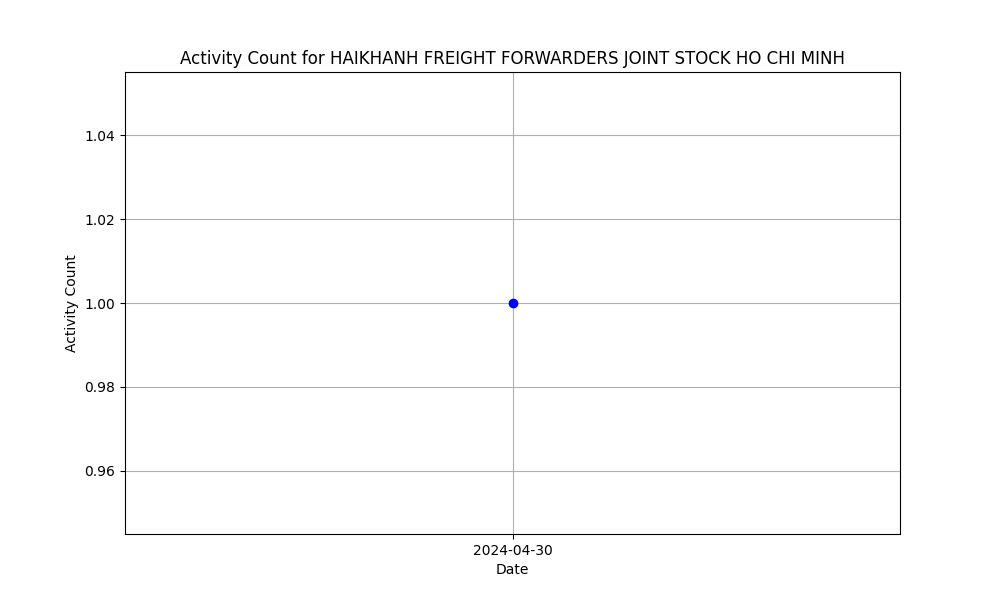 Activity Count for HAIKHANH FREIGHT FORWARDERS JOINT STOCK HO CHI MINH
1.04
1.02
1.00
0.98
0.96
Activity Count
2024-04-30
Date